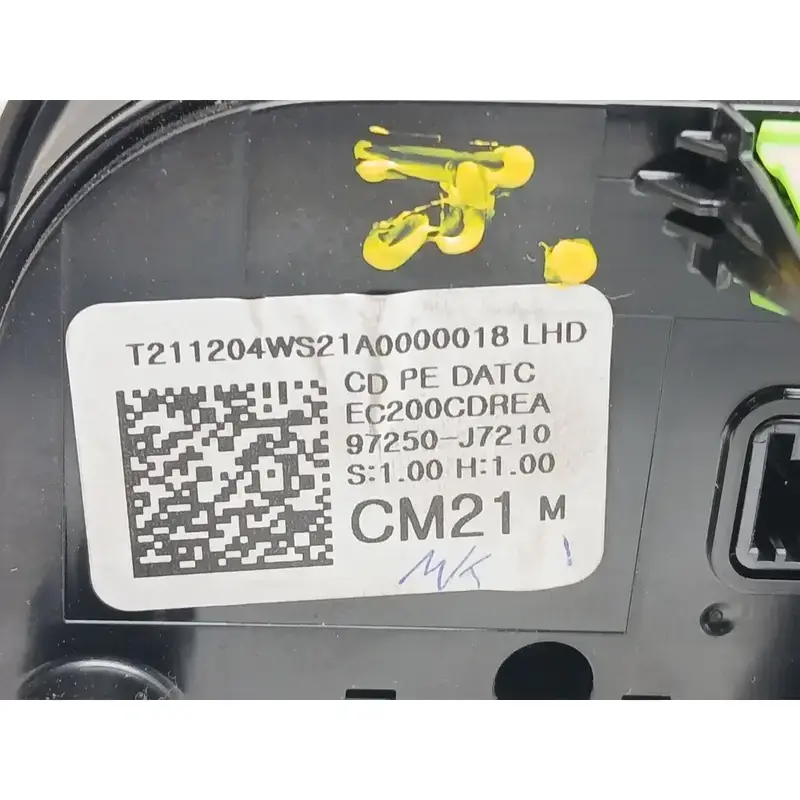 T211204WS21A0000018 LHD
CD PE DATC
EC200CDREA
97250-J7210
S:1.00 H:1.00
CM21 M